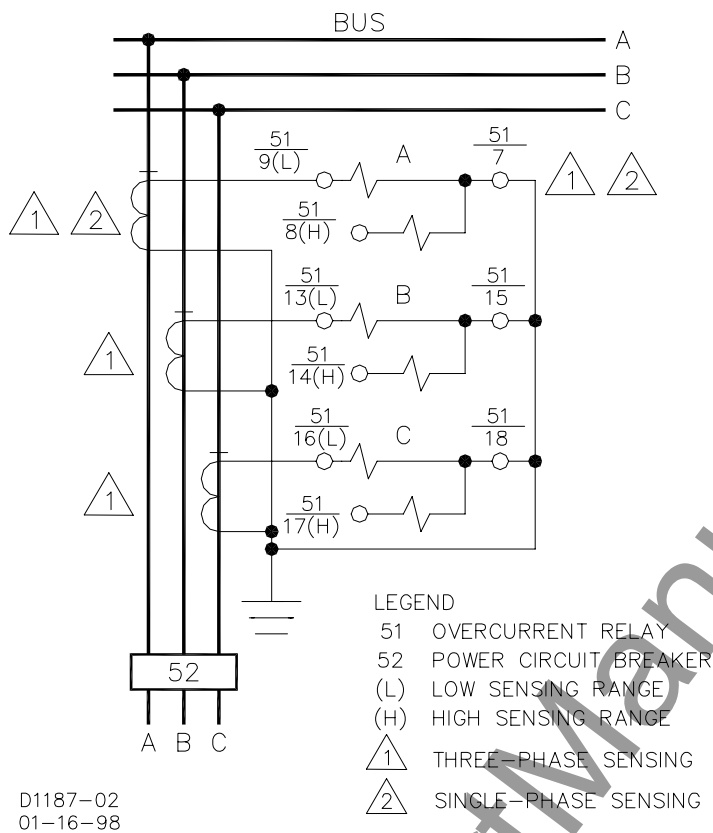 BUS
A
B
C
51
9(L)
A
51
7
1 2
1 2
51
8(H)
51
13(L)
B
51
15
1
51
14(H)
51
16(L)
C
51
18
1
51
17(H)
52
A B C
LEGEND
51 OVERCURRENT RELAY
52 POWER CIRCUIT BREAKER
(L) LOW SENSING RANGE
(H) HIGH SENSING RANGE
1 THREE-PHASE SENSING
2 SINGLE-PHASE SENSING
D1187-02
01-16-98